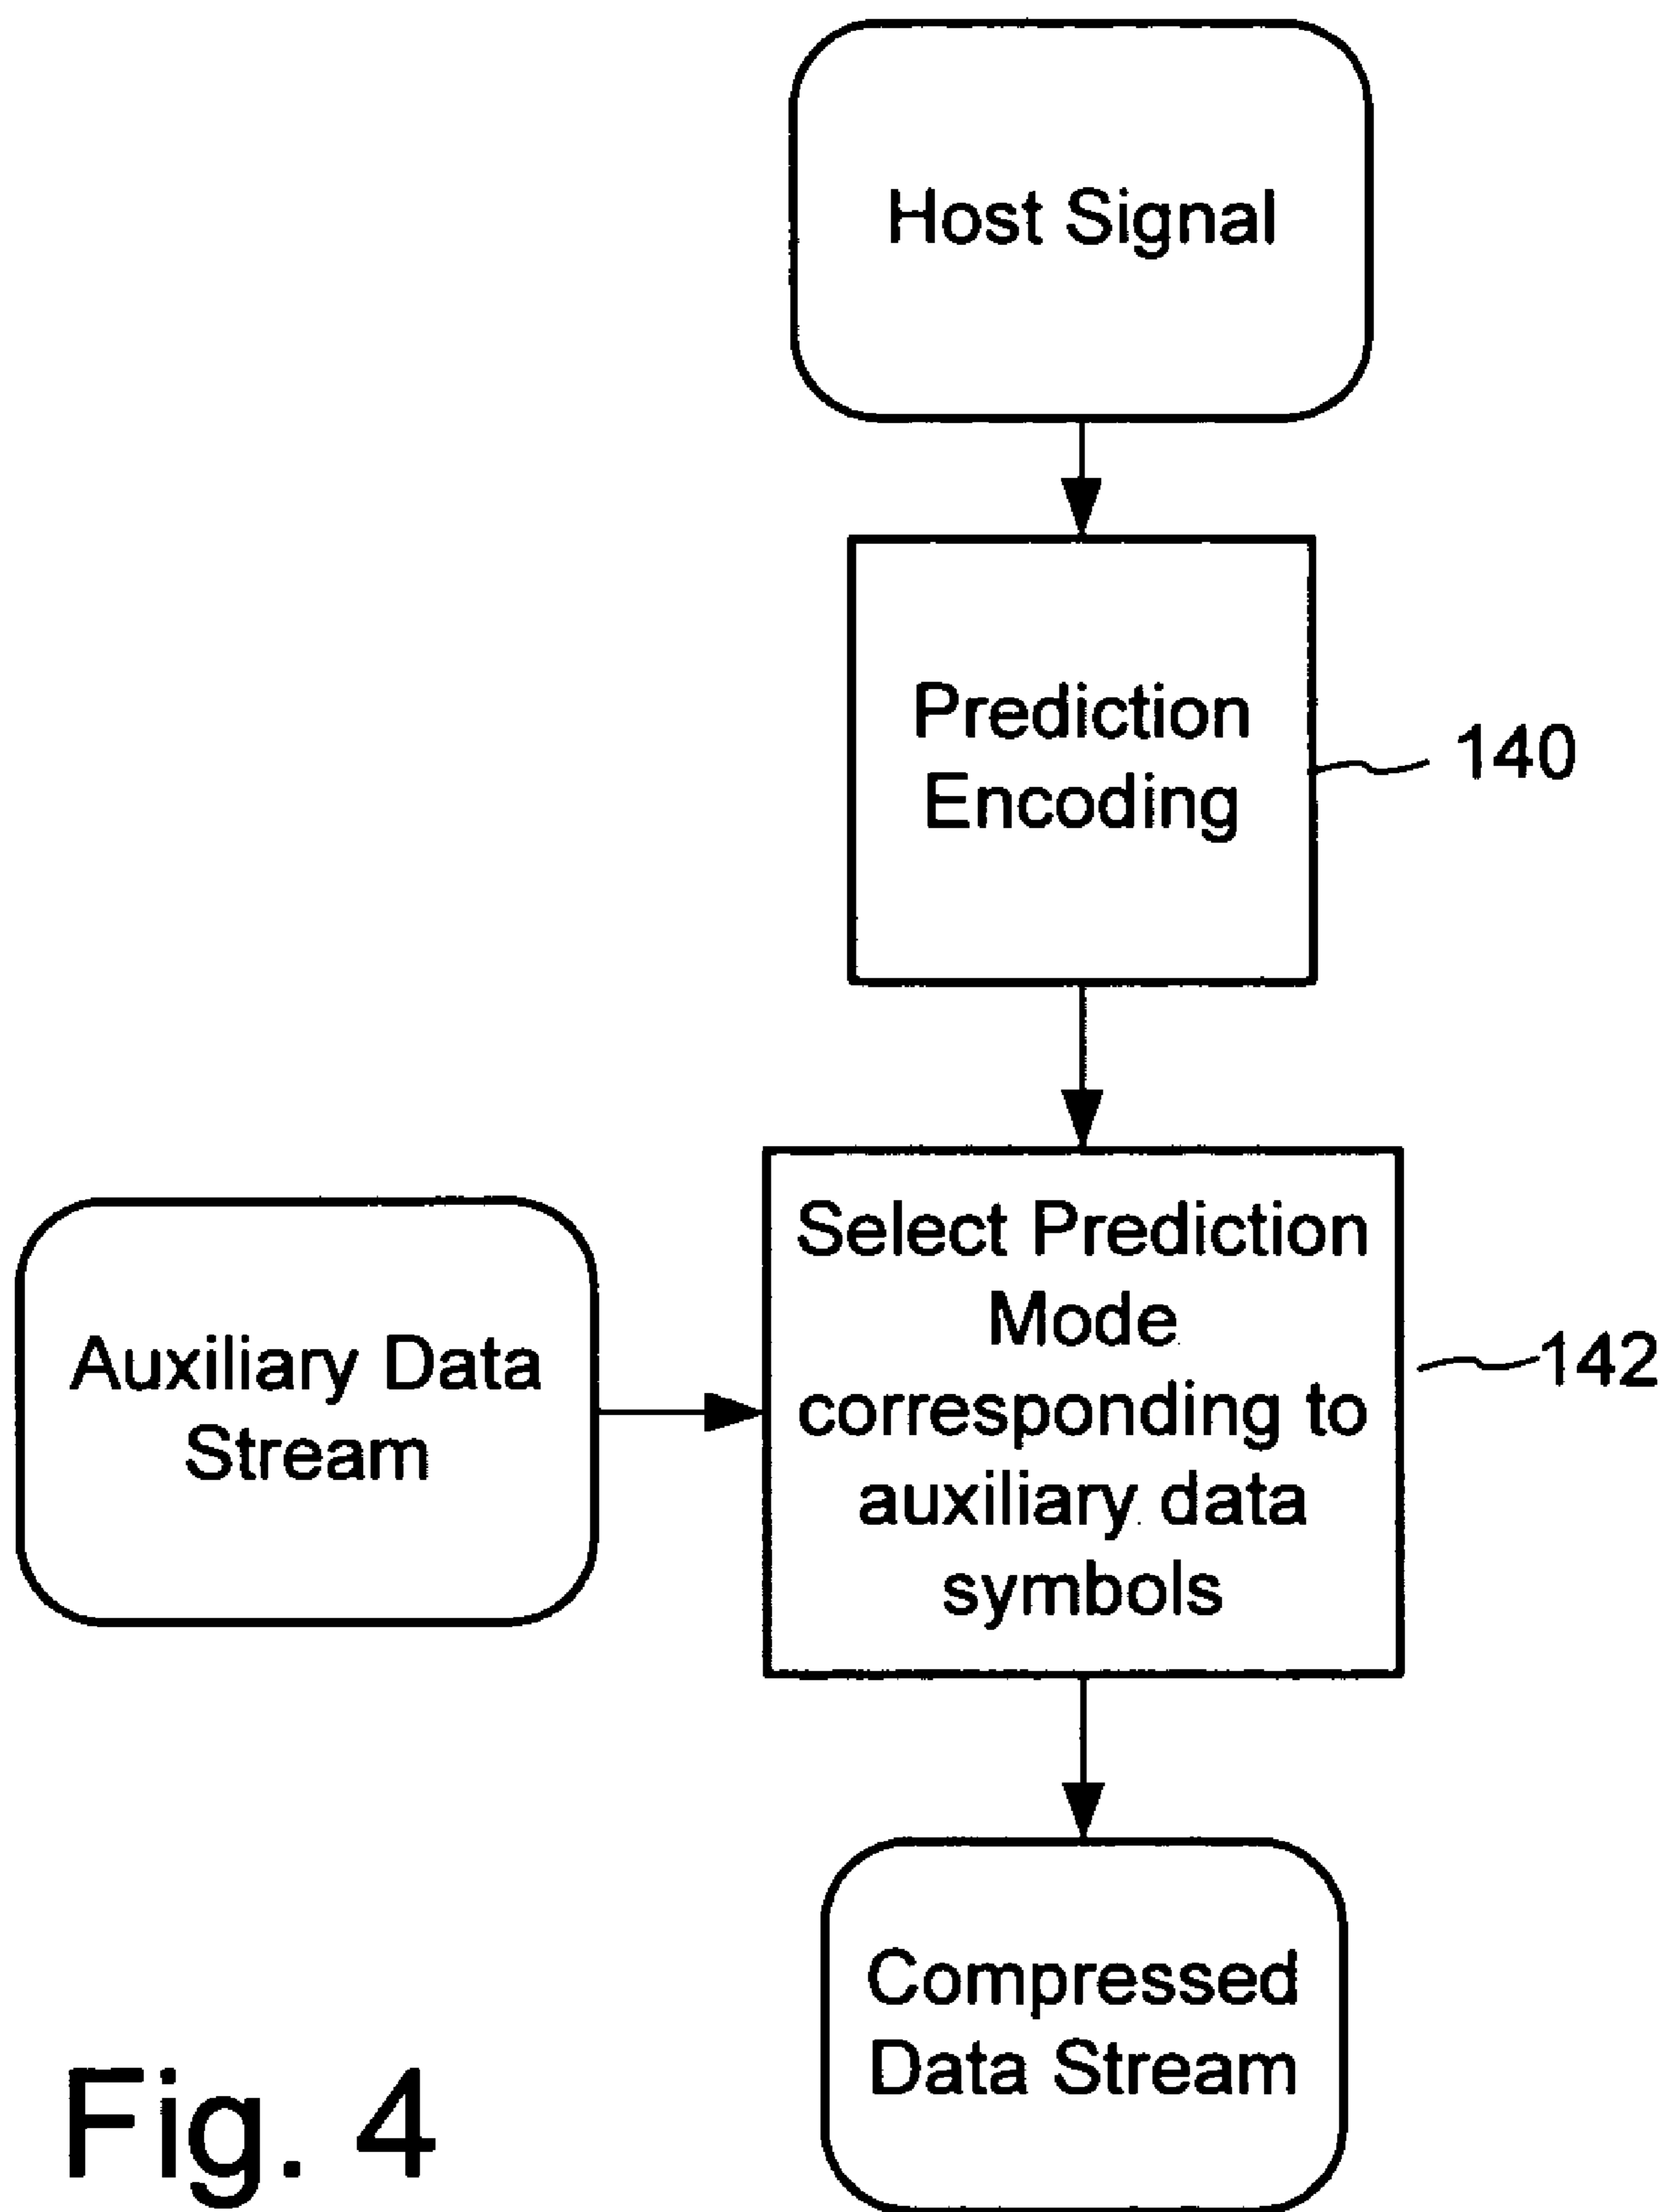 Host Signal
Prediction
Encoding
140
Select Prediction
Mode
corresponding to
auxiliary data
symbols
142
Auxiliary Data
Stream
Compressed
Data Stream
Fig. 4